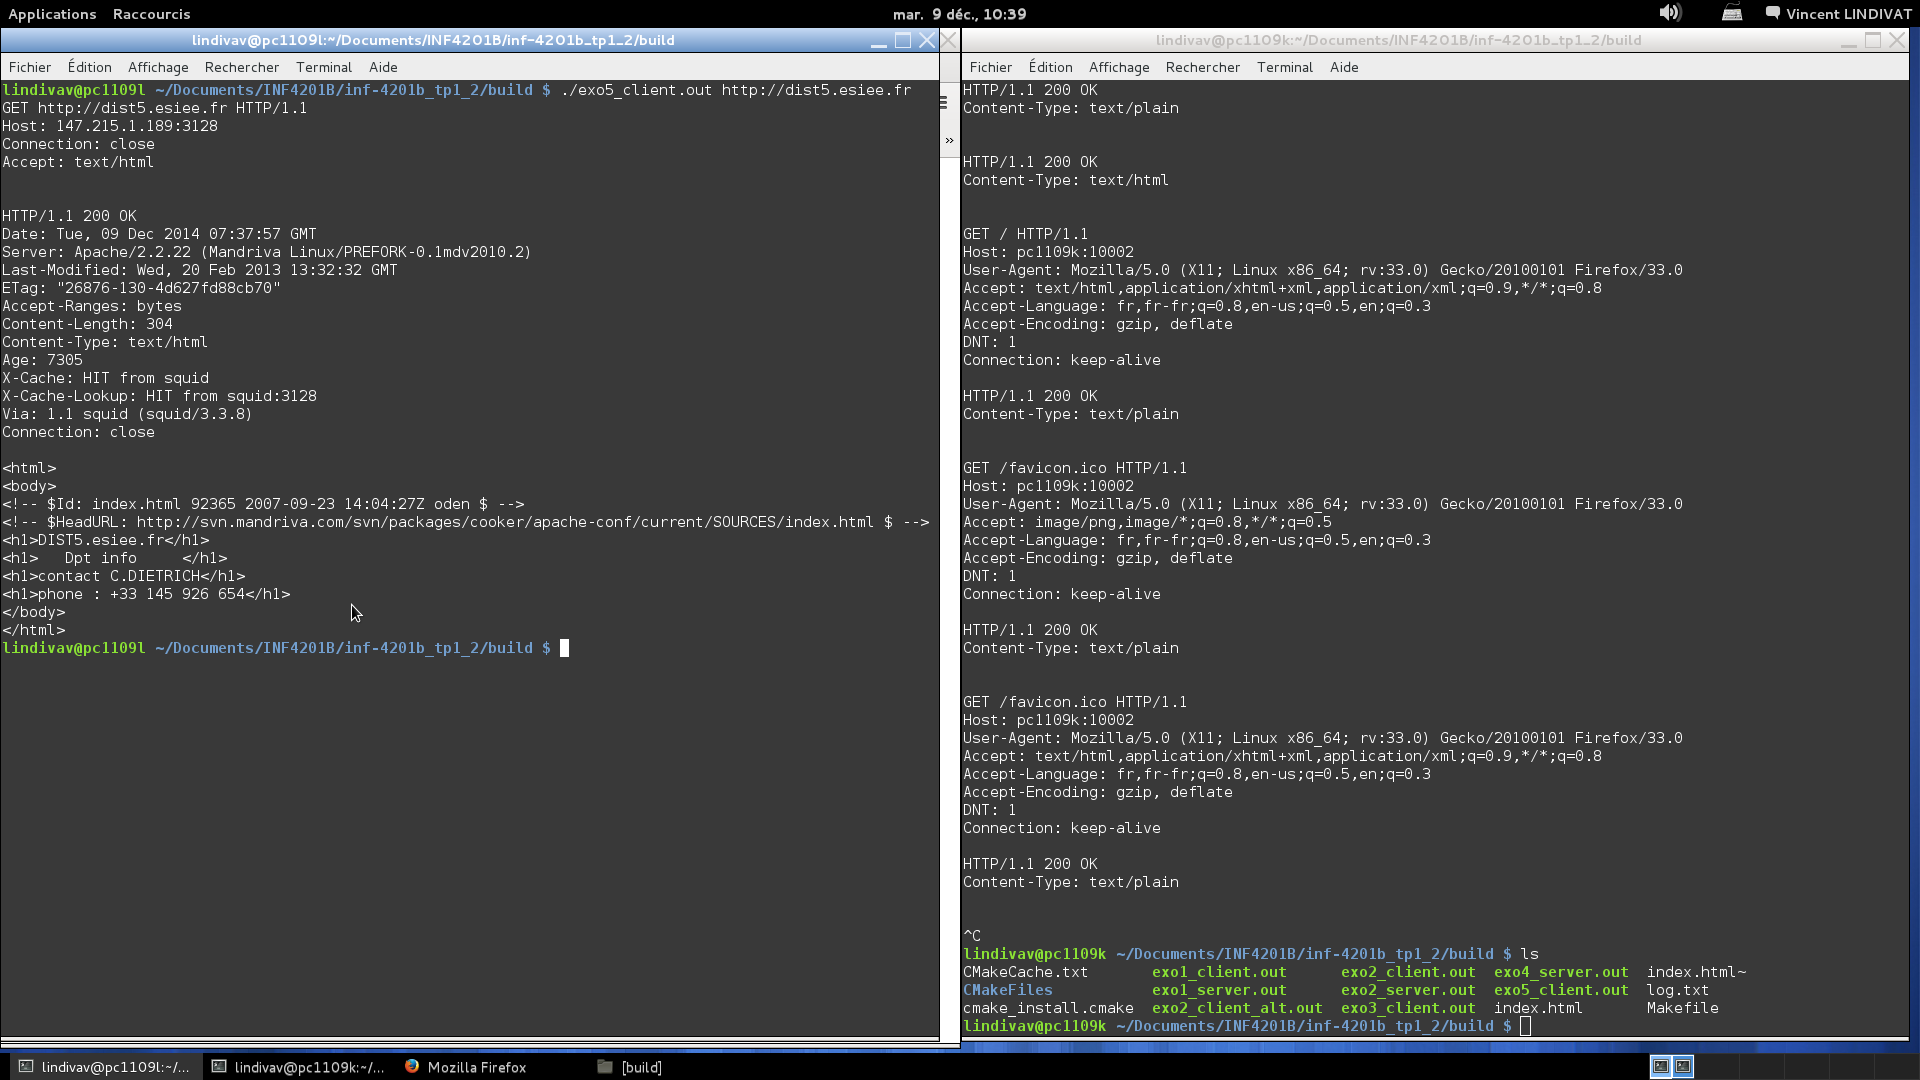 Applications Raccourcis
mar. 9 déc., 10:39
Vincent LINDIVAT
lindivav@pc1109l:~/Documents/INF4201B/inf-4201b_tp1_2/build
Fichier Édition Affichage Rechercher Terminal Aide
lindivav@pc1109l ~/Documents/INF4201B/inf-4201b_tp1_2/build $ ./exo5_client.out http://dist5.esiee.fr
GET http://dist5.esiee.fr HTTP/1.1
Host: 147.215.1.189:3128
Connection: close
Accept: text/html
HTTP/1.1 200 OK
Date: Tue, 09 Dec 2014 07:37:57 GMT
Server: Apache/2.2.22 (Mandriva Linux/PREFORK-0.1mdv2010.2)
Last-Modified: Wed, 20 Feb 2013 13:32:32 GMT
ETag: "26876-130-4d627fd88cb70"
Accept-Ranges: bytes
Content-Length: 304
Content-Type: text/html
Age: 7305
X-Cache: HIT from squid
X-Cache-Lookup: HIT from squid:3128
Via: 1.1 squid (squid/3.3.8)
Connection: close
<html>
<body>
<!-- $Id: index.html 92365 2007-09-23 14:04:27Z oden $ -->
<!-- $HeadURL: http://svn.mandriva.com/svn/packages/cooker/apache-conf/current/SOURCES/index.html $ -->
<h1>DIST5.esiee.fr</h1>
<h1>   Dpt info     </h1>
<h1>contact C.DIETRICH</h1>
<h1>phone : +33 145 926 654</h1>
</body>
</html>
lindivav@pc1109l ~/Documents/INF4201B/inf-4201b_tp1_2/build $
»
lindivav@pc1109k:~/Documents/INF4201B/inf-4201b_tp1_2/build
Fichier Édition Affichage Rechercher Terminal Aide
HTTP/1.1 200 OK
Content-Type: text/plain
HTTP/1.1 200 OK
Content-Type: text/html
GET / HTTP/1.1
Host: pc1109k:10002
User-Agent: Mozilla/5.0 (X11; Linux x86_64; rv:33.0) Gecko/20100101 Firefox/33.0
Accept: text/html,application/xhtml+xml,application/xml;q=0.9,*/*;q=0.8
Accept-Language: fr,fr-fr;q=0.8,en-us;q=0.5,en;q=0.3
Accept-Encoding: gzip, deflate
DNT: 1
Connection: keep-alive
HTTP/1.1 200 OK
Content-Type: text/plain
GET /favicon.ico HTTP/1.1
Host: pc1109k:10002
User-Agent: Mozilla/5.0 (X11; Linux x86_64; rv:33.0) Gecko/20100101 Firefox/33.0
Accept: image/png,image/*;q=0.8,*/*;q=0.5
Accept-Language: fr,fr-fr;q=0.8,en-us;q=0.5,en;q=0.3
Accept-Encoding: gzip, deflate
DNT: 1
Connection: keep-alive
HTTP/1.1 200 OK
Content-Type: text/plain
GET /favicon.ico HTTP/1.1
Host: pc1109k:10002
User-Agent: Mozilla/5.0 (X11; Linux x86_64; rv:33.0) Gecko/20100101 Firefox/33.0
Accept: text/html,application/xhtml+xml,application/xml;q=0.9,*/*;q=0.8
Accept-Language: fr,fr-fr;q=0.8,en-us;q=0.5,en;q=0.3
Accept-Encoding: gzip, deflate
DNT: 1
Connection: keep-alive
HTTP/1.1 200 OK
Content-Type: text/plain
^C
lindivav@pc1109k ~/Documents/INF4201B/inf-4201b_tp1_2/build $ ls
CMakeCache.txt exo1_client.out exo2_client.out exo4_server.out index.html~
CMakeFiles exo1_server.out exo2_server.out exo5_client.out log.txt
cmake_install.cmake exo2_client_alt.out exo3_client.out index.html Makefile
lindivav@pc1109k ~/Documents/INF4201B/inf-4201b_tp1_2/build $
lindivav@pc1109l:~/... lindivav@pc1109k:~/... Mozilla Firefox [build]